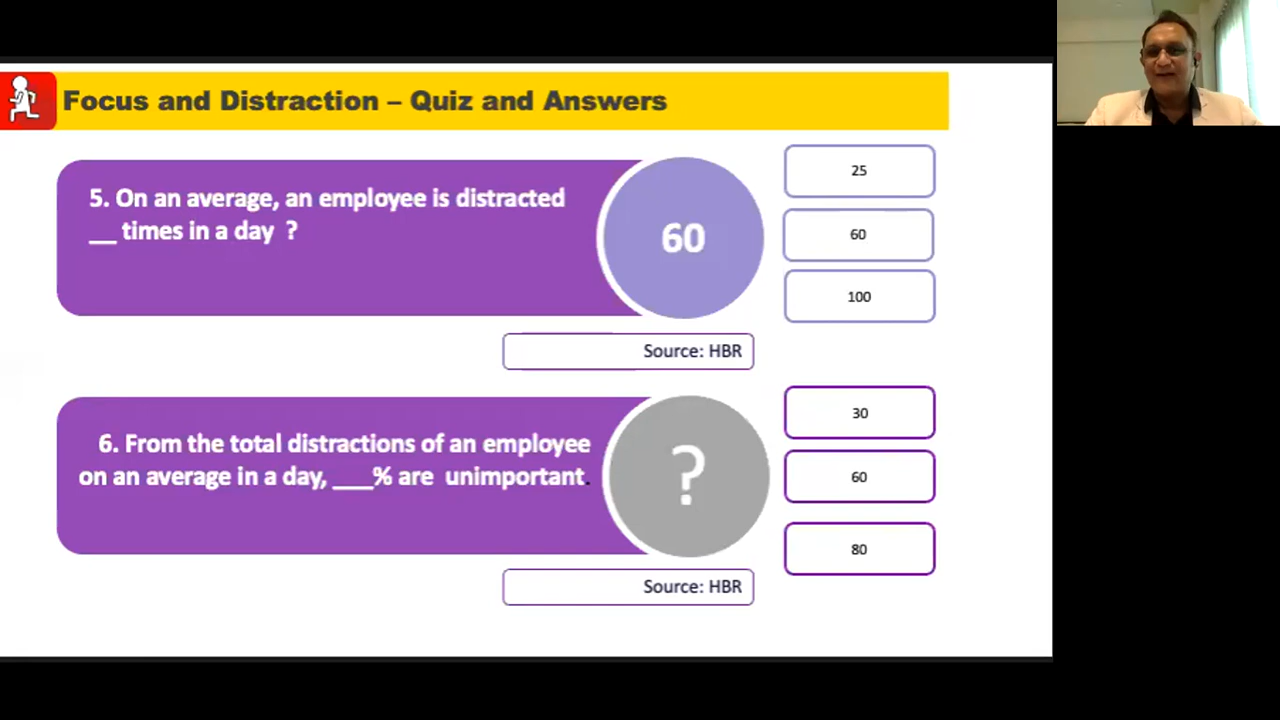 Focus and Distraction – Quiz and Answers
5. On an average, an employee is distracted
__ times in a day ?
60
25
60
100
Source: HBR
6. From the total distractions of an employee
on an average in a day, ___% are unimportant.
?
30
60
80
Source: HBR